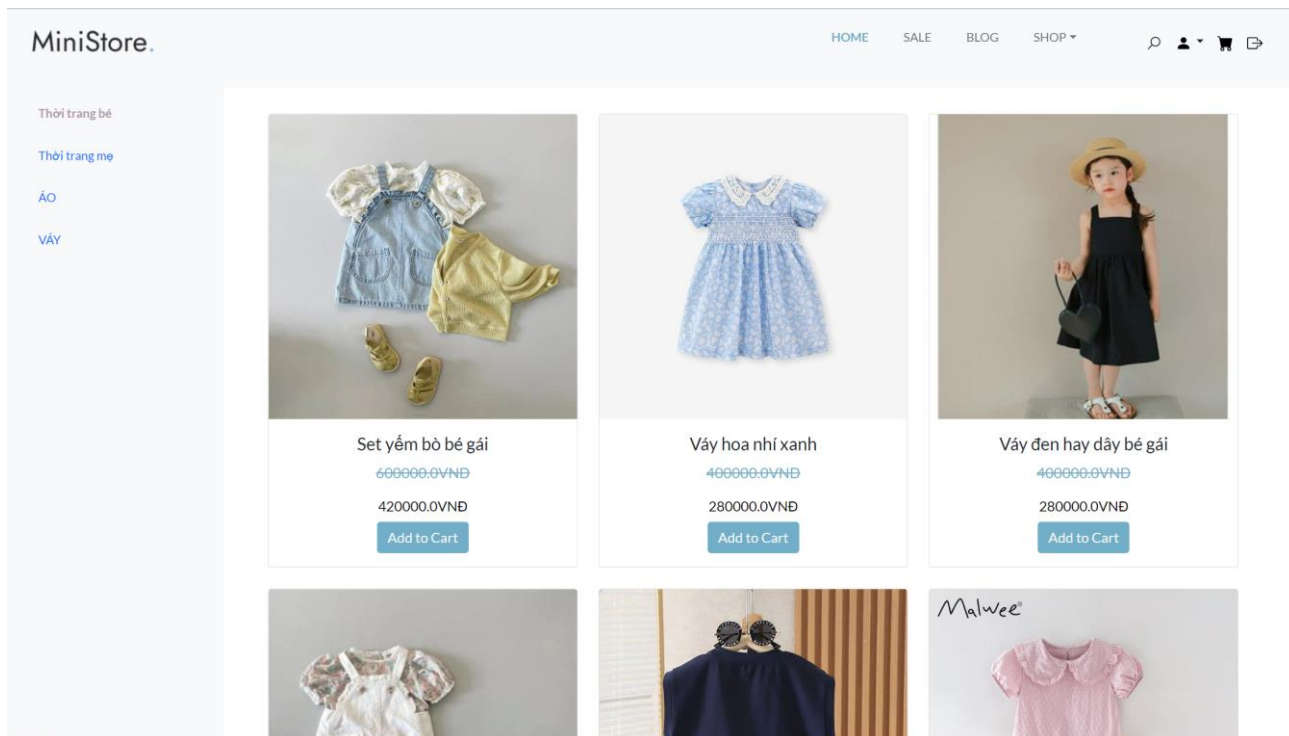 MiniStore.
HOME SALE BLOG SHOP
Thời trang bé
Thời trang mẹ
ÁO
VÁY
Set yếm bò bé gái
600000.0VNĐ
420000.0VNĐ
Add to Cart
Váy hoa nhí xanh
400000.0VNĐ
280000.0VNĐ
Add to Cart
Váy đen hay dây bé gái
400000.0VNĐ
280000.0VNĐ
Add to Cart
Malwee®